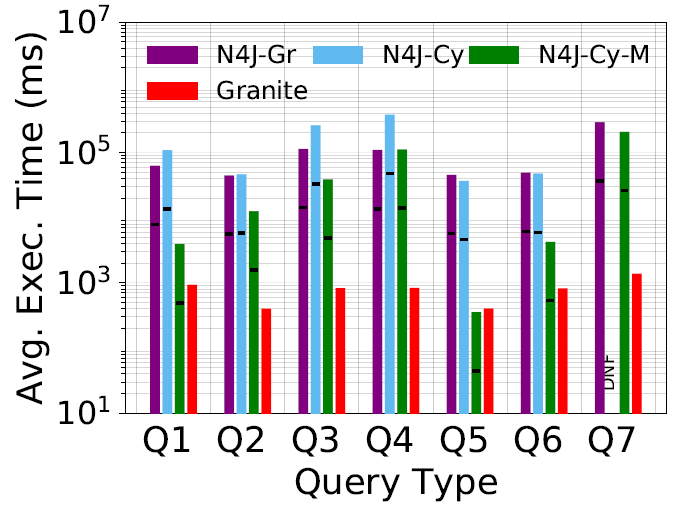 Avg. Exec. Time (ms)
10^7
10^5
10^3
10^1
N4J-Gr N4J-Cy N4J-Cy-M
Granite
DNF
Q1 Q2 Q3 Q4 Q5 Q6 Q7
Query Type